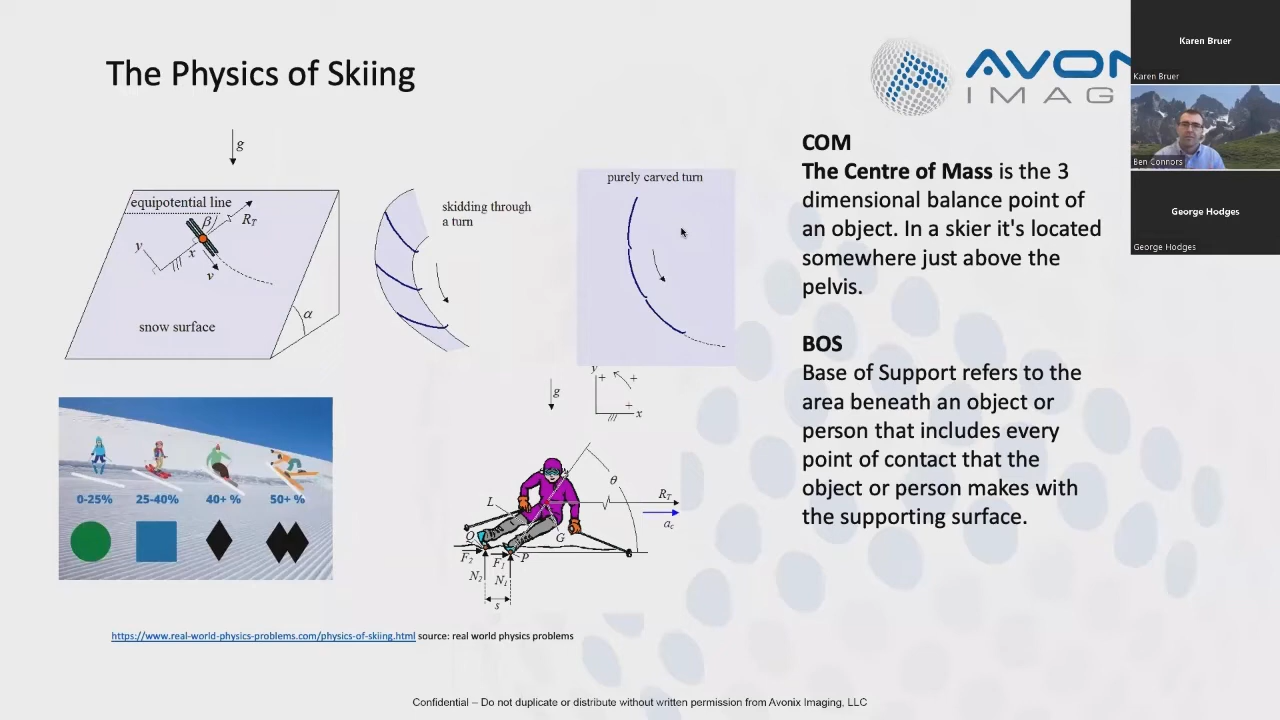 The Physics of Skiing
AVON
IMAG
Karen Bruer
Karen Bruer
Ben Connors
George Hodges
George Hodges
g
equipotential line
β
R_T
y
x
v
snow surface
α
skidding through
a turn
purely carved turn
COM
The Centre of Mass is the 3
dimensional balance point of
an object. In a skier it's located
somewhere just above the
pelvis.
BOS
Base of Support refers to the
area beneath an object or
person that includes every
point of contact that the
object or person makes with
the supporting surface.
0-25% 25-40% 40+ % 50+ %
g
y
+ +
+
x
θ
L
R_T
a_c
Q
G
F_2
F_1
P
N_2
N_1
s
https://www.real-world-physics-problems.com/physics-of-skiing.html source: real world physics problems
Confidential – Do not duplicate or distribute without written permission from Avonix Imaging, LLC